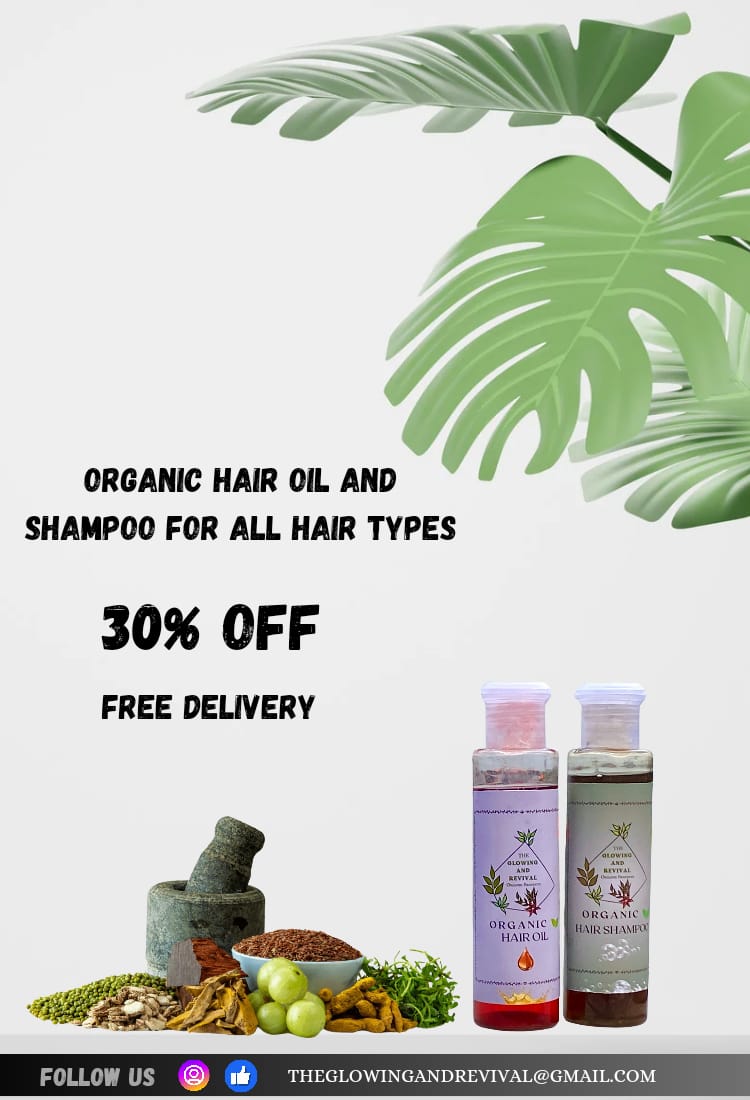 ORGANIC HAIR OIL AND
SHAMPOO FOR ALL HAIR TYPES
30% OFF
FREE DELIVERY
THE
GLOWING
AND
REVIVAL
ORGANIC
HAIR OIL
THE
GLOWING
AND
REVIVAL
ORGANIC
HAIR SHAMPOO
FOLLOW US
THEGLOWINGANDREVIVAL@GMAIL.COM